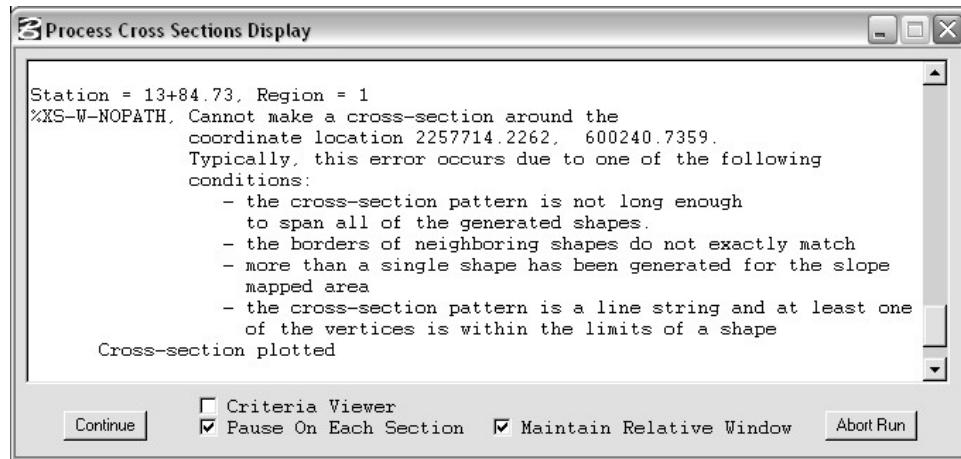 Process Cross Sections Display
Station = 13+84.73, Region = 1
%XS-W-NOPATH, Cannot make a cross-section around the
coordinate location 2257714.2262, 600240.7359.
Typically, this error occurs due to one of the following
conditions:
- the cross-section pattern is not long enough
to span all of the generated shapes.
- the borders of neighboring shapes do not exactly match
- more than a single shape has been generated for the slope
mapped area
- the cross-section pattern is a line string and at least one
of the vertices is within the limits of a shape
Cross-section plotted
Criteria Viewer
Continue Pause On Each Section Maintain Relative Window Abort Run